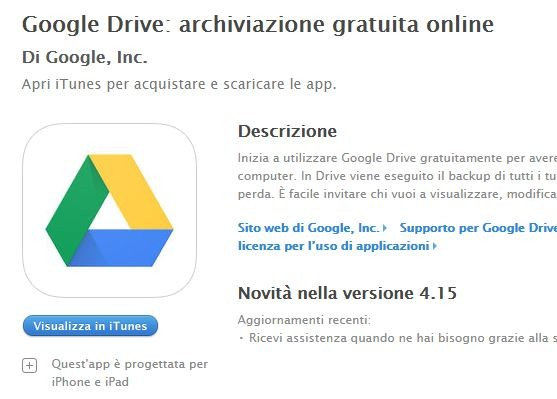 Google Drive: archiviazione gratuita online
Di Google, Inc.
Apri iTunes per acquistare e scaricare le app.
Descrizione
Inizia a utilizzare Google Drive gratuitamente per avere
computer. In Drive viene eseguito il backup di tutti i tu
perda. È facile invitare chi vuoi a visualizzare, modifica
Sito web di Google, Inc. Supporto per Google Drive
licenza per l'uso di applicazioni
Novità nella versione 4.15
Aggiornamenti recenti:
• Ricevi assistenza quando ne hai bisogno grazie alla s
Visualizza in iTunes
Quest'app è progettata per
iPhone e iPad